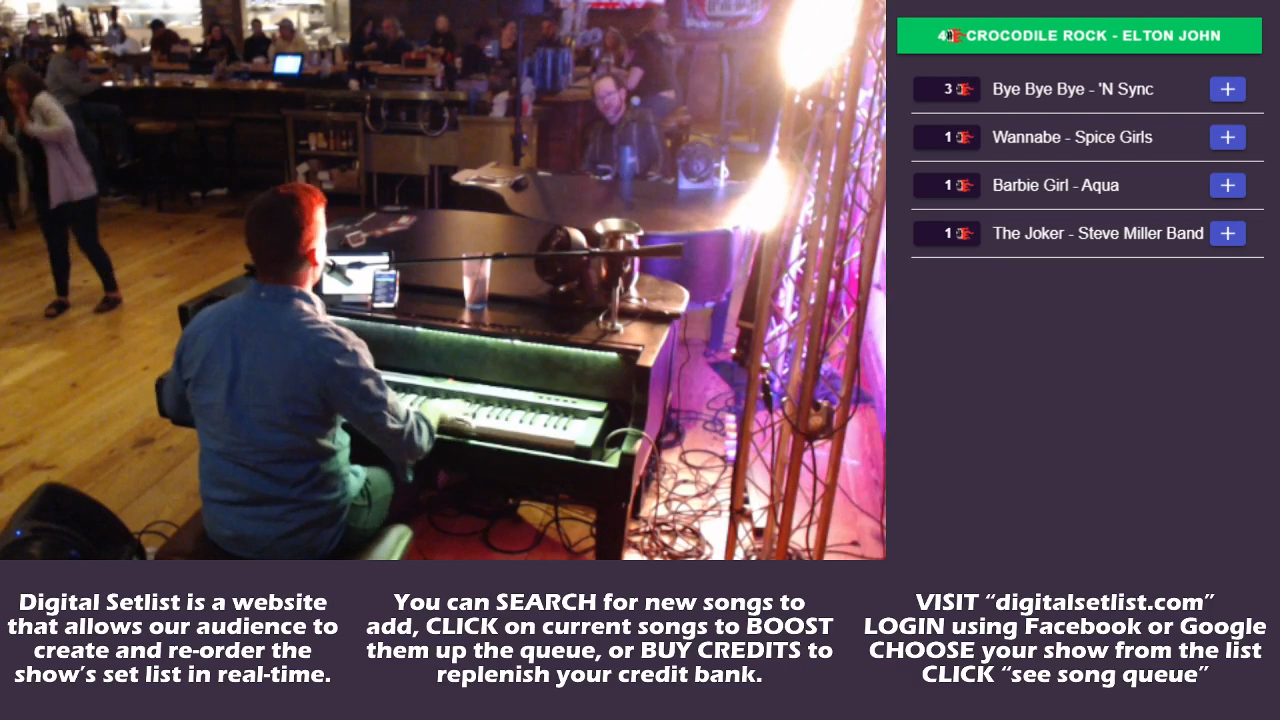 4 CROCODILE ROCK - ELTON JOHN
3 Bye Bye Bye - 'N Sync +
1 Wannabe - Spice Girls +
1 Barbie Girl - Aqua +
1 The Joker - Steve Miller Band +
Digital Setlist is a website
that allows our audience to
create and re-order the
show's set list in real-time.
You can SEARCH for new songs to
add, CLICK on current songs to BOOST
them up the queue, or BUY CREDITS to
replenish your credit bank.
VISIT “digitalsetlist.com”
LOGIN using Facebook or Google
CHOOSE your show from the list
CLICK “see song queue”